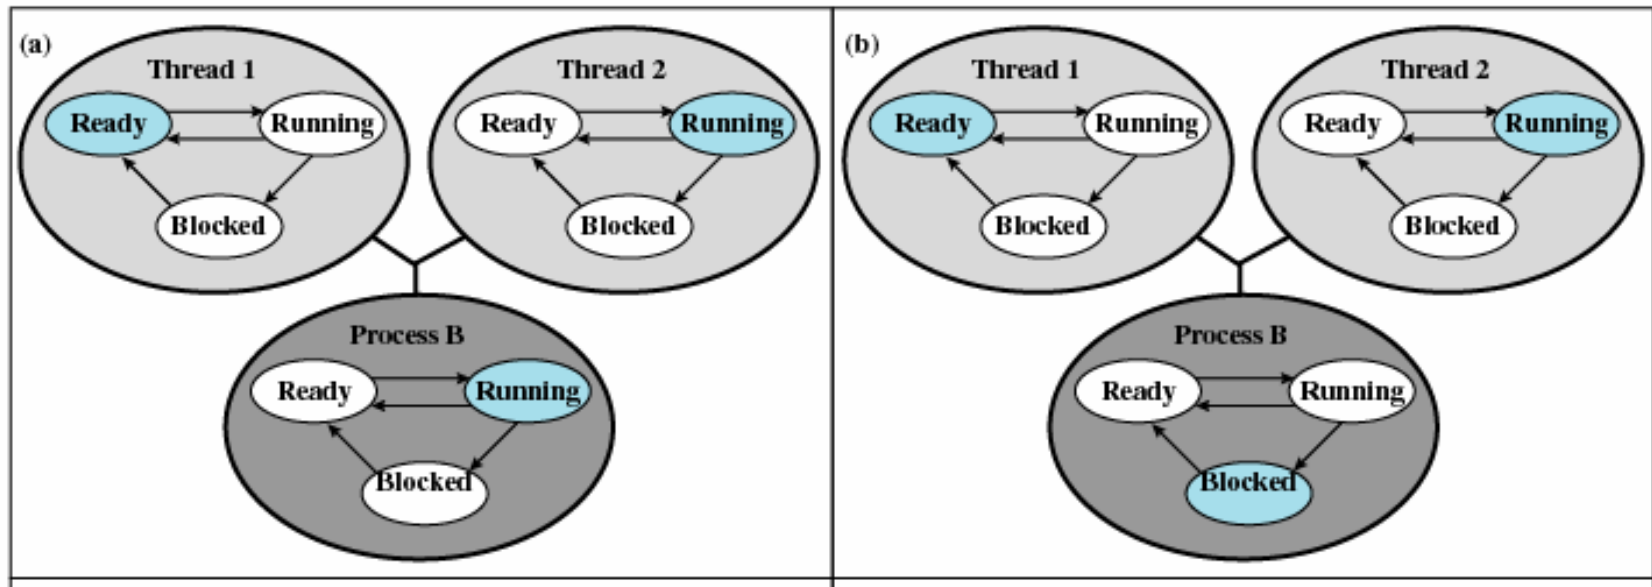 (a)
Thread 1
Ready
Running
Blocked
Thread 2
Ready
Running
Blocked
Process B
Ready
Running
Blocked
(b)
Thread 1
Ready
Running
Blocked
Thread 2
Ready
Running
Blocked
Process B
Ready
Running
Blocked